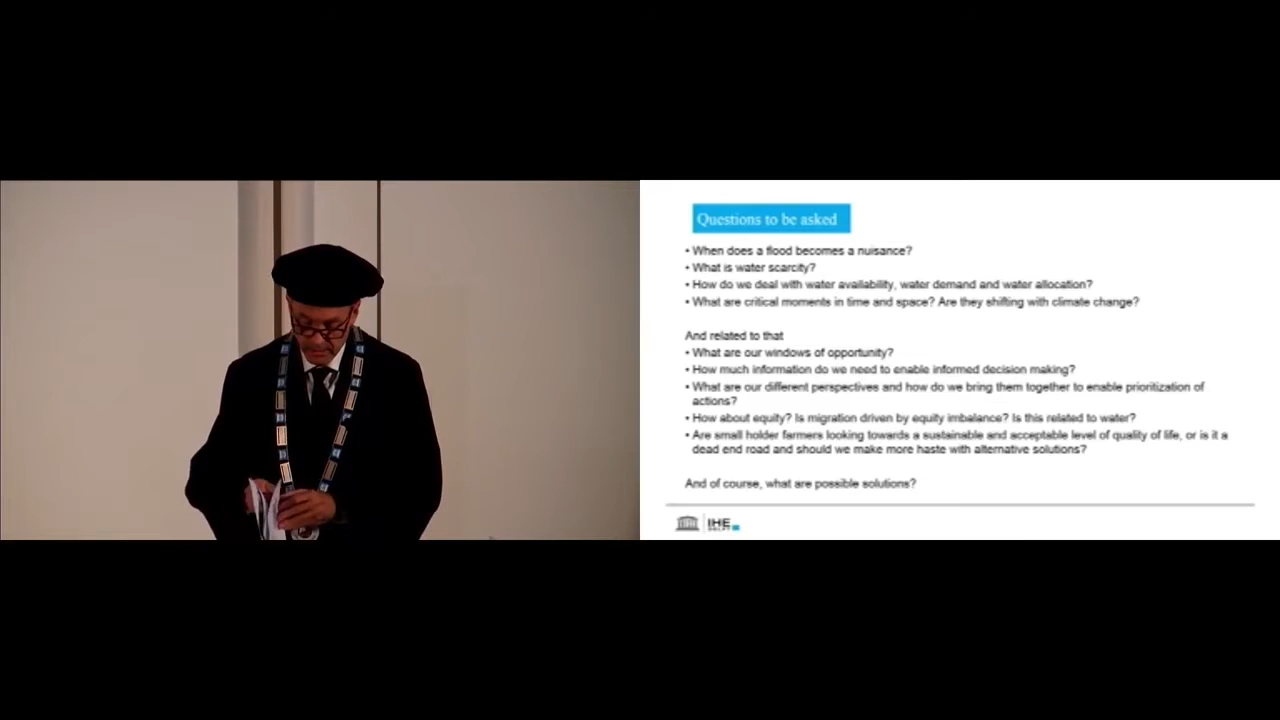 Questions to be asked
• When does a flood becomes a nuisance?
• What is water scarcity?
• How do we deal with water availability, water demand and water allocation?
• What are critical moments in time and space? Are they shifting with climate change?
And related to that
• What are our windows of opportunity?
• How much information do we need to enable informed decision making?
• What are our different perspectives and how do we bring them together to enable prioritization of
actions?
• How about equity? Is migration driven by equity imbalance? Is this related to water?
• Are small holder farmers looking towards a sustainable and acceptable level of quality of life, or is it a
dead end road and should we make more haste with alternative solutions?
And of course, what are possible solutions?
IHE
DELFT